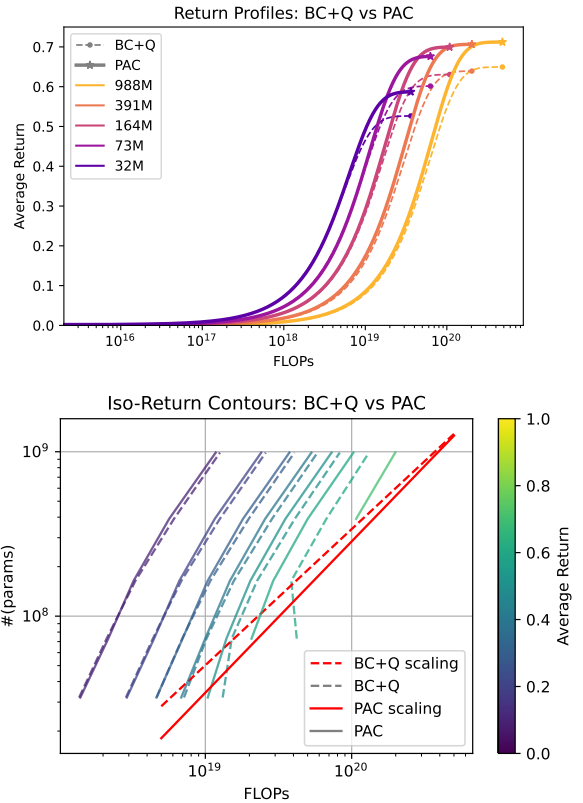 Return Profiles: BC+Q vs PAC
Average Return
0.7
0.6
0.5
0.4
0.3
0.2
0.1
0.0
BC+Q
PAC
988M
391M
164M
73M
32M
10^16
10^17
10^18
10^19
10^20
FLOPs
Iso-Return Contours: BC+Q vs PAC
#(params)
10^9
10^8
BC+Q scaling
BC+Q
PAC scaling
PAC
10^19
10^20
FLOPs
1.0
0.8
0.6
0.4
0.2
0.0
Average Return